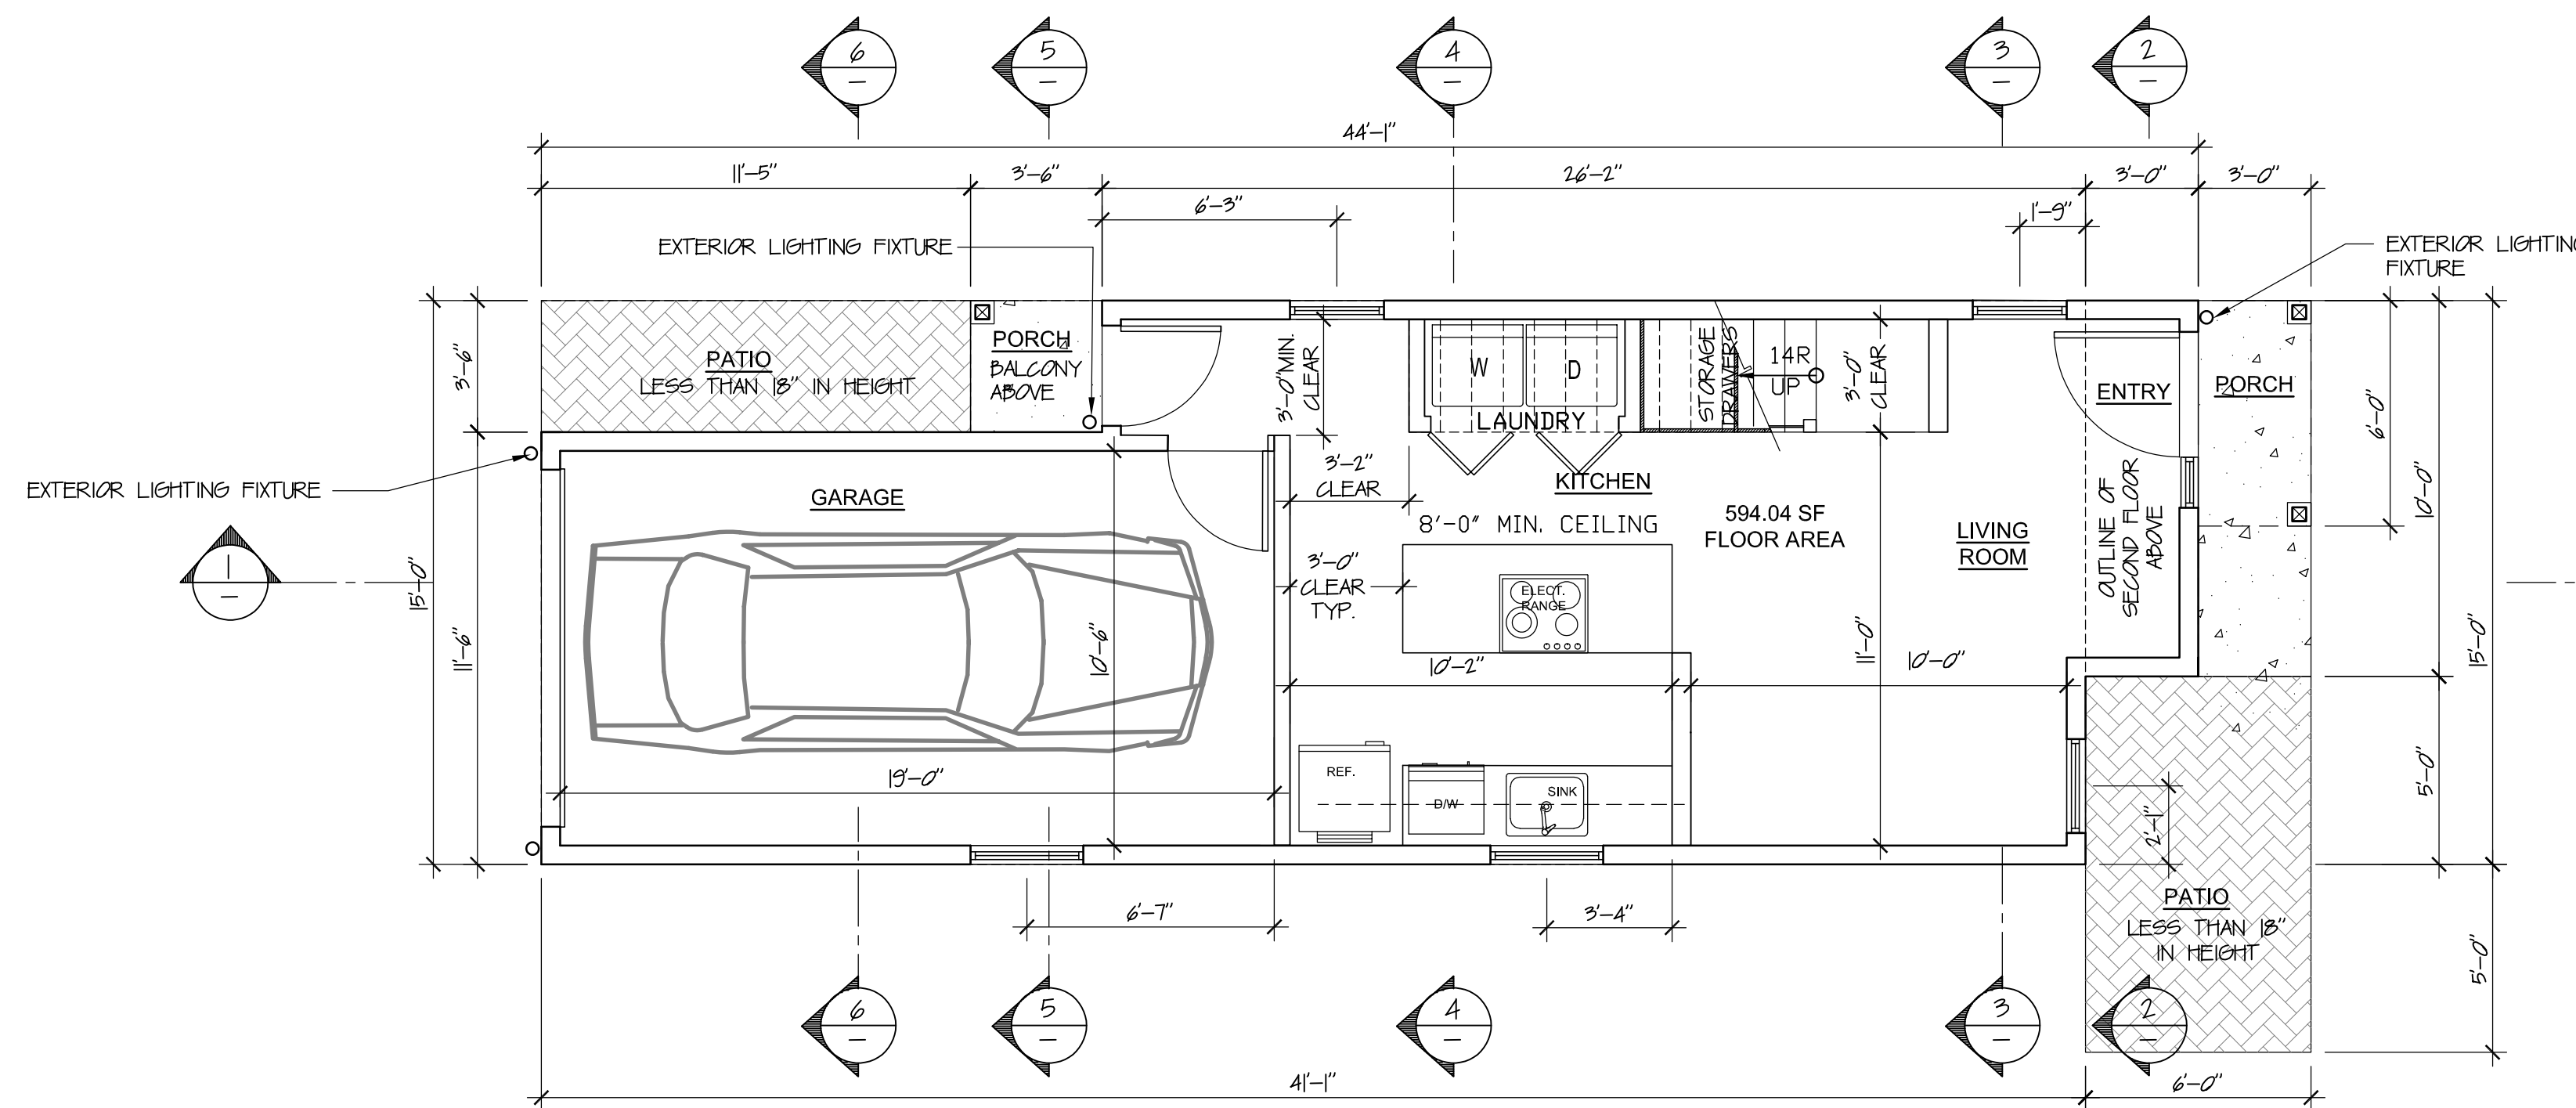 6
5
4
3
2
—
—
—
—
—
44'-1"
11'-5"
3'-6"
26'-2"
3'-0"
3'-0"
6'-3"
1'-9"
EXTERIOR LIGHTING FIXTURE
EXTERIOR LIGHTING
FIXTURE
3'-6"
PATIO
LESS THAN 18" IN HEIGHT
PORCH
BALCONY
ABOVE
3'-0"MIN.
CLEAR
W
D
LAUNDRY
STORAGE
DRAWERS
14R
UP
3'-0"
CLEAR
ENTRY
PORCH
6'-0"
10'-0"
EXTERIOR LIGHTING FIXTURE
GARAGE
3'-2"
CLEAR
KITCHEN
8'-0" MIN. CEILING
594.04 SF
FLOOR AREA
LIVING
ROOM
OUTLINE OF
SECOND FLOOR
ABOVE
1
—
15'-0"
11'-6"
10'-6"
3'-0"
CLEAR
TYP.
ELECT.
RANGE
10'-2"
11'-0"
10'-0"
15'-0"
19'-0"
REF.
D/W
SINK
2'-1"
5'-0"
6'-7"
3'-4"
PATIO
LESS THAN 18"
IN HEIGHT
5'-0"
6
5
4
3
2
—
—
—
—
—
41'-1"
6'-0"